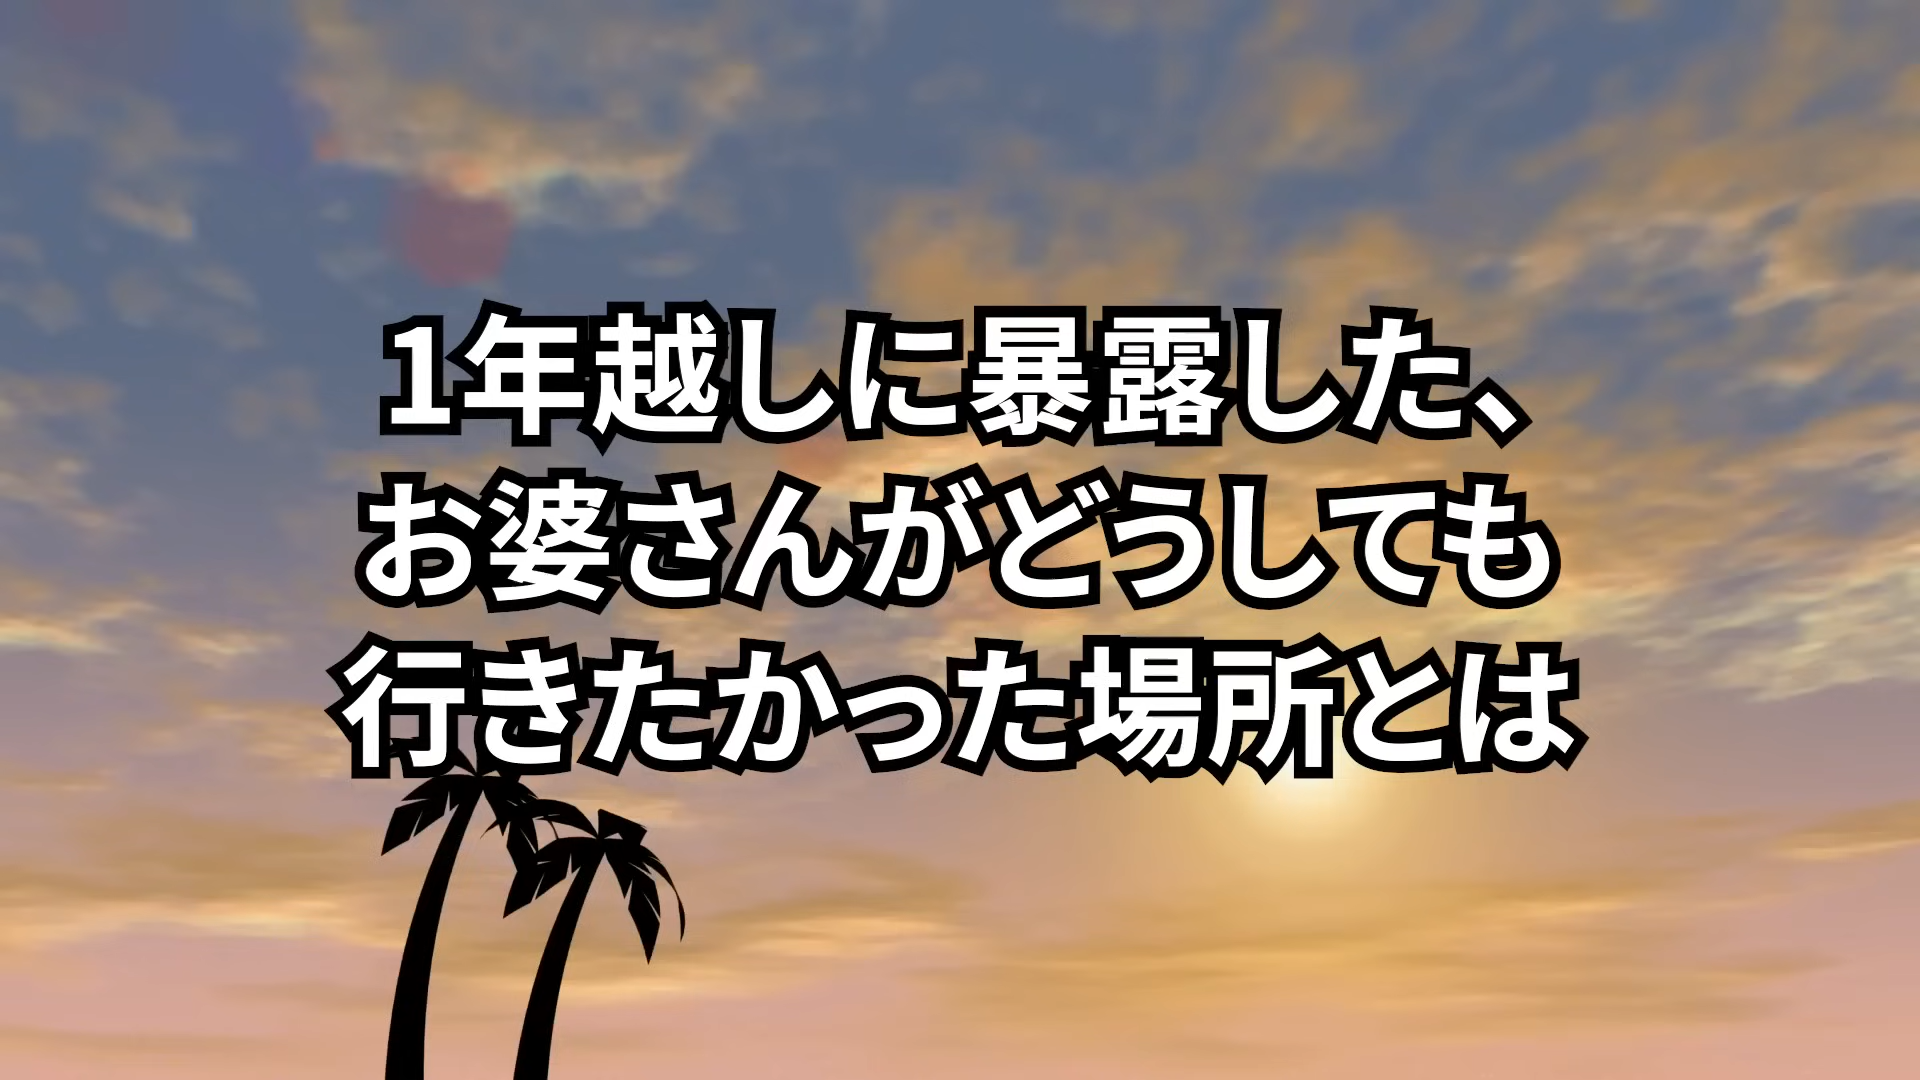 1年越しに暴露した、
お婆さんがどうしても
行きたかった場所とは